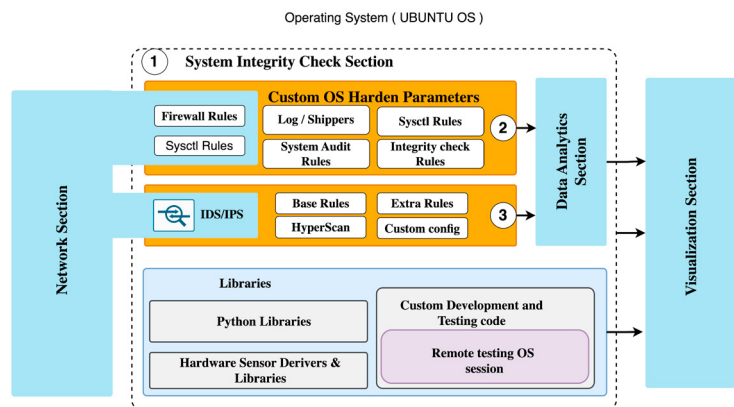 Operating System ( UBUNTU OS )
1
System Integrity Check Section
Custom OS Harden Parameters
Firewall Rules
Sysctl Rules
Log / Shippers
Sysctl Rules
System Audit
Rules
Integrity check
Rules
2
IDS/IPS
Base Rules
Extra Rules
HyperScan
Custom config
3
Network Section
Data Analytics
Section
Visualization Section
Libraries
Python Libraries
Hardware Sensor Derivers &
Libraries
Custom Development and
Testing code
Remote testing OS
session